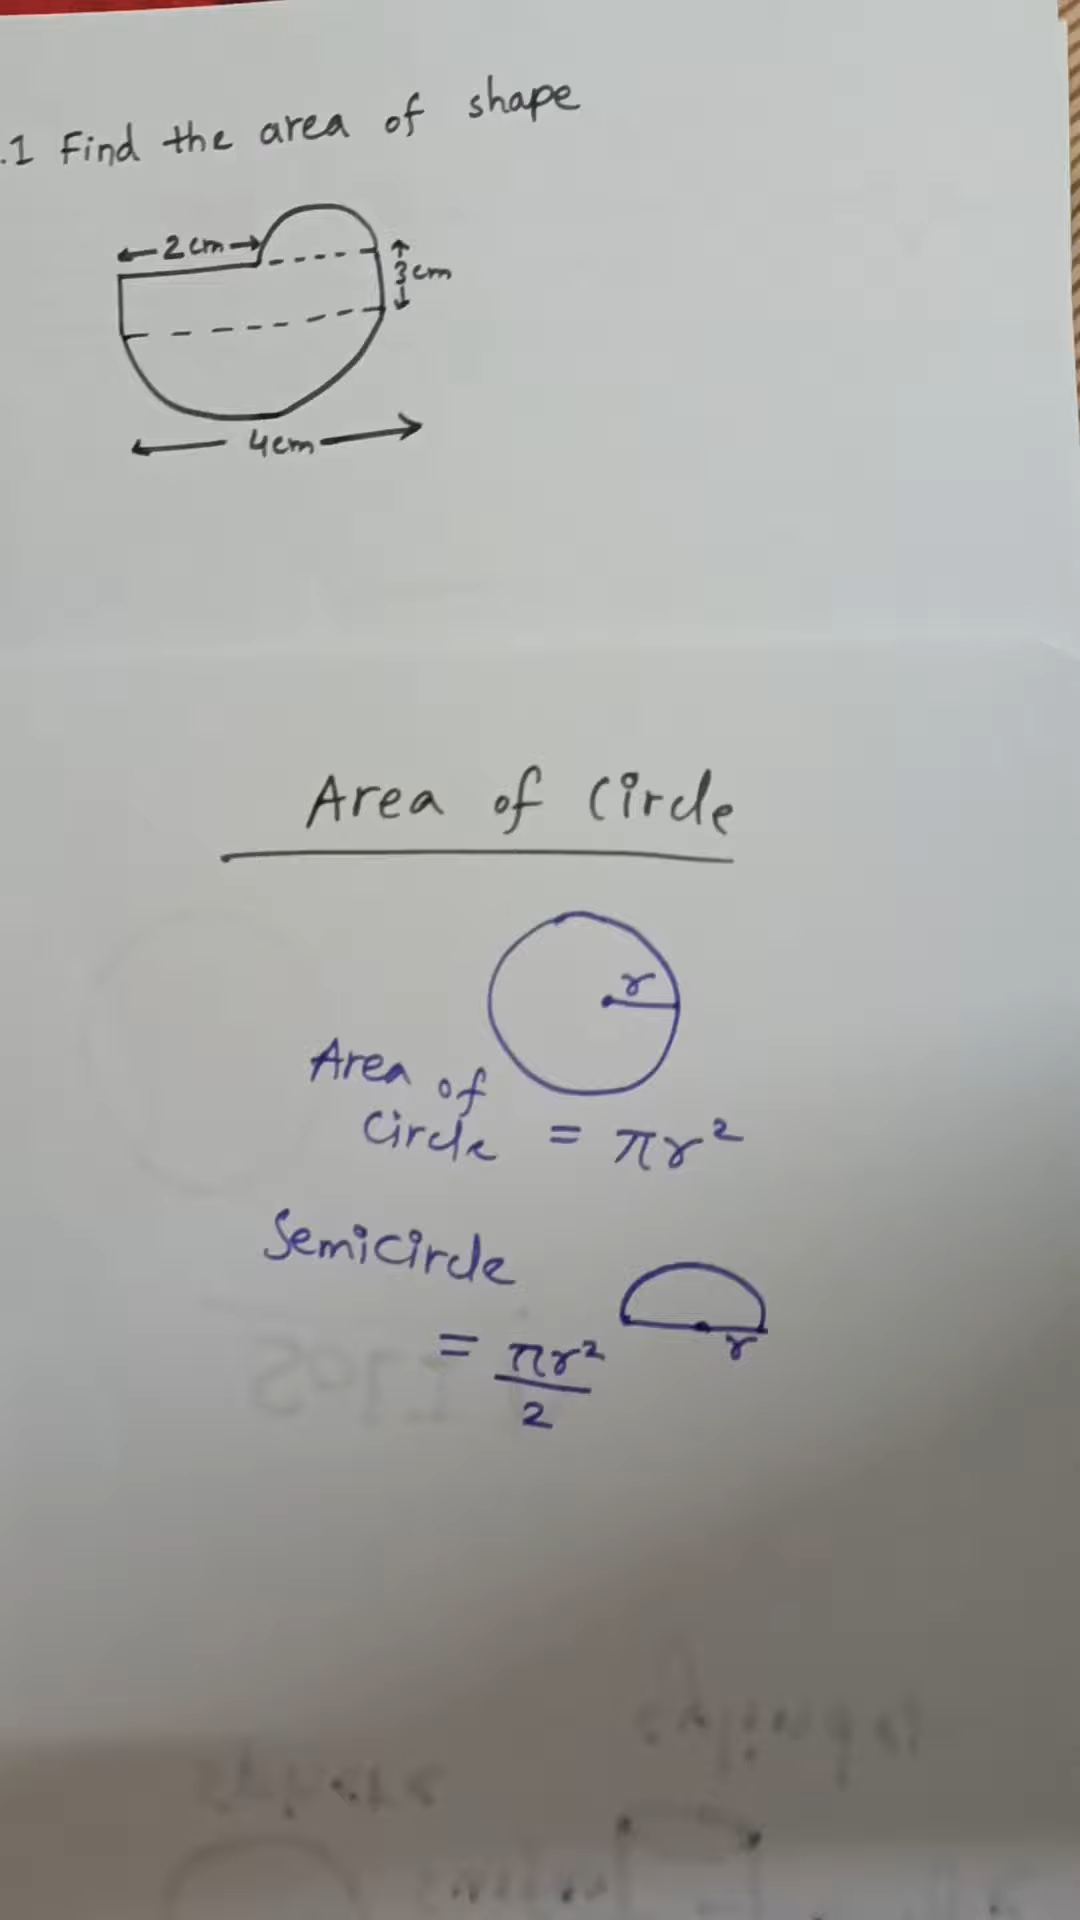 .1 Find the area of shape
2cm
3cm
4cm
Area of Circle
r
Area of
Circle = πr²
Semicircle
= πr²/2
r